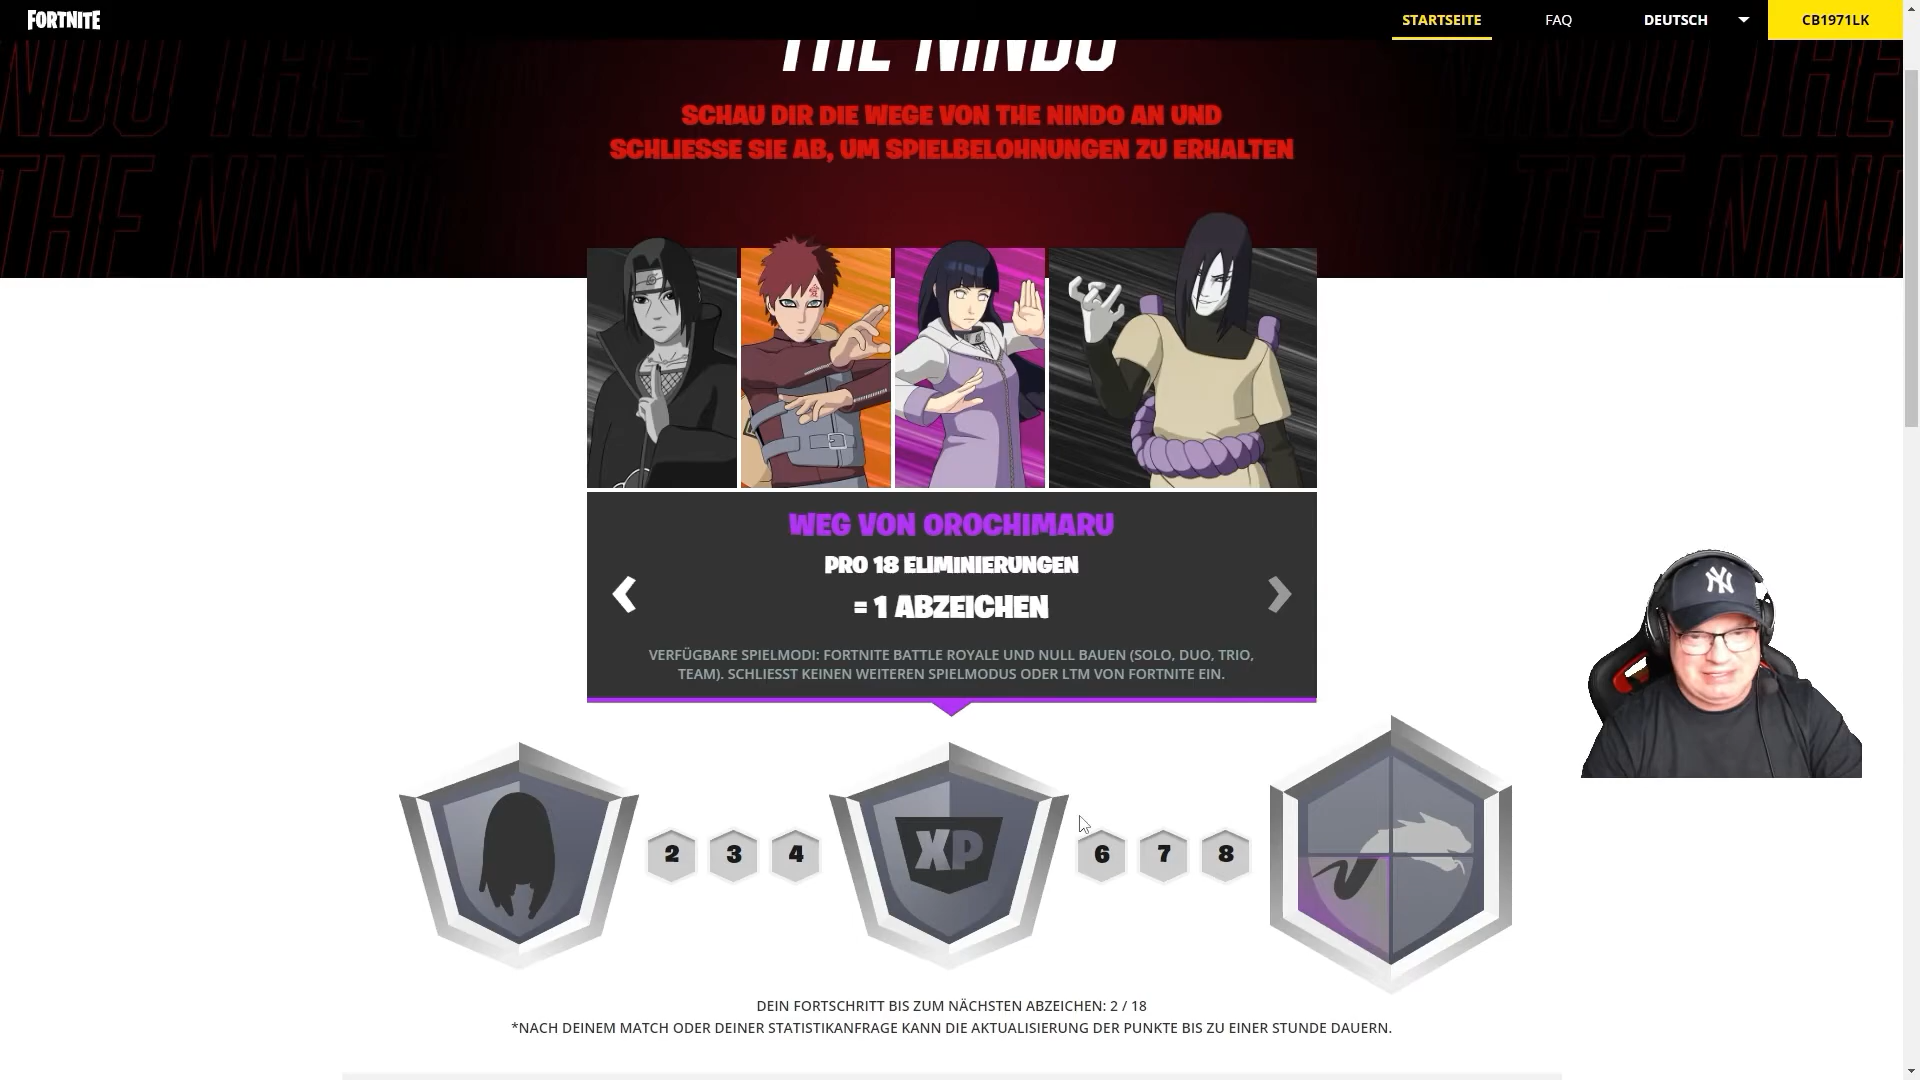 FORTNITE
STARTSEITE
FAQ
DEUTSCH
CB1971LK
THE NINDO
SCHAU DIR DIE WEGE VON THE NINDO AN UND
SCHLIESSE SIE AB, UM SPIELBELOHNUNGEN ZU ERHALTEN
WEG VON OROCHIMARU
PRO 18 ELIMINIERUNGEN
= 1 ABZEICHEN
VERFÜGBARE SPIELMODI: FORTNITE BATTLE ROYALE UND NULL BAUEN (SOLO, DUO, TRIO,
TEAM). SCHLIESST KEINEN WEITEREN SPIELMODUS ODER LTM VON FORTNITE EIN.
2
3
4
XP
6
7
8
DEIN FORTSCHRITT BIS ZUM NÄCHSTEN ABZEICHEN: 2 / 18
*NACH DEINEM MATCH ODER DEINER STATISTIKANFRAGE KANN DIE AKTUALISIERUNG DER PUNKTE BIS ZU EINER STUNDE DAUERN.